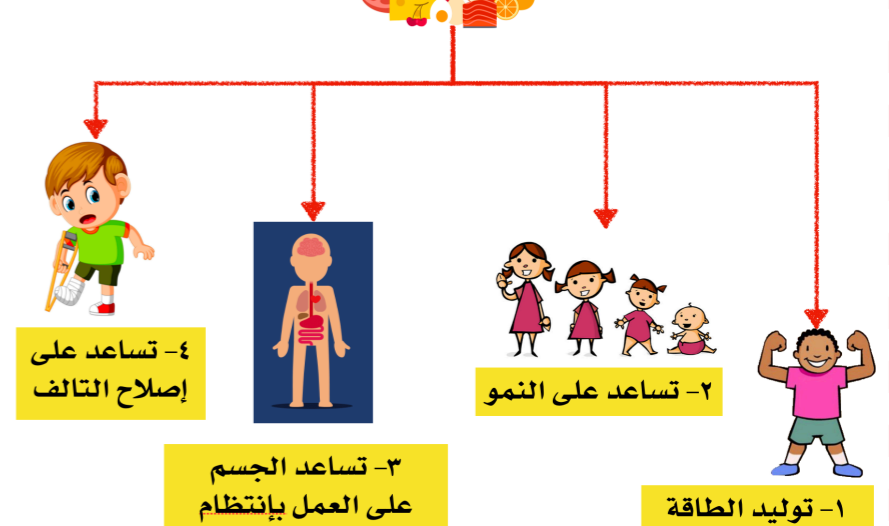 ١- توليد الطاقة
٢- تساعد على النمو
٣- تساعد الجسم
على العمل بإنتظام
٤- تساعد على
إصلاح التالف